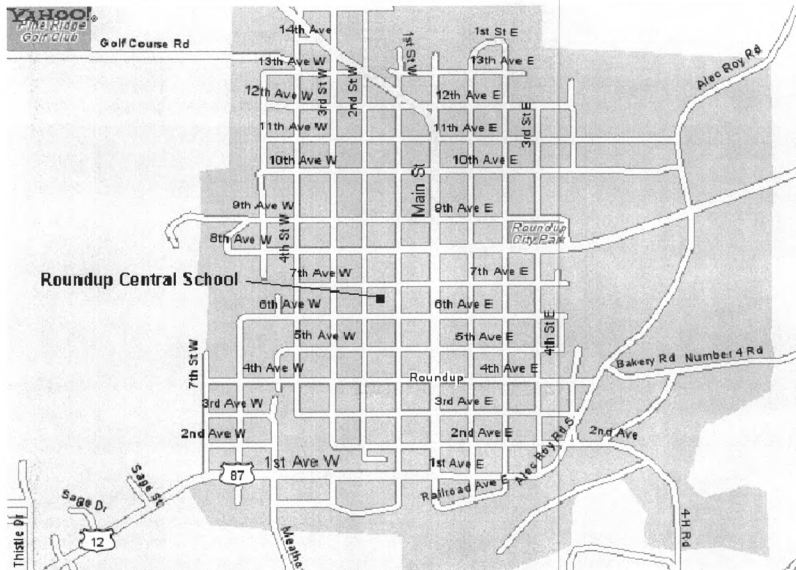 YAHOO!
Pine Ridge
Golf Club
Golf Course Rd
14th Ave
1st St E
1st St W
13th Ave W
13th Ave E
Alec Roy Rd
12th Ave W
3rd St W
2nd St W
12th Ave E
3rd St E
11th Ave W
11th Ave E
10th Ave W
10th Ave E
Main St
9th Ave W
9th Ave E
8th Ave W
4th St W
Roundup
City Park
7th Ave W
7th Ave E
Roundup Central School
6th Ave W
6th Ave E
5th Ave W
5th Ave E
4th St E
7th St W
4th Ave W
4th Ave E
Bakery Rd Number 4 Rd
Roundup
3rd Ave W
3rd Ave E
2nd Ave W
2nd Ave E
Alec Roy Rd S
2nd Ave
1st Ave W
1st Ave E
87
Railroad Ave E
Sage St
Sage Dr
12
Thistle Dr
Meatho
4-H Rd